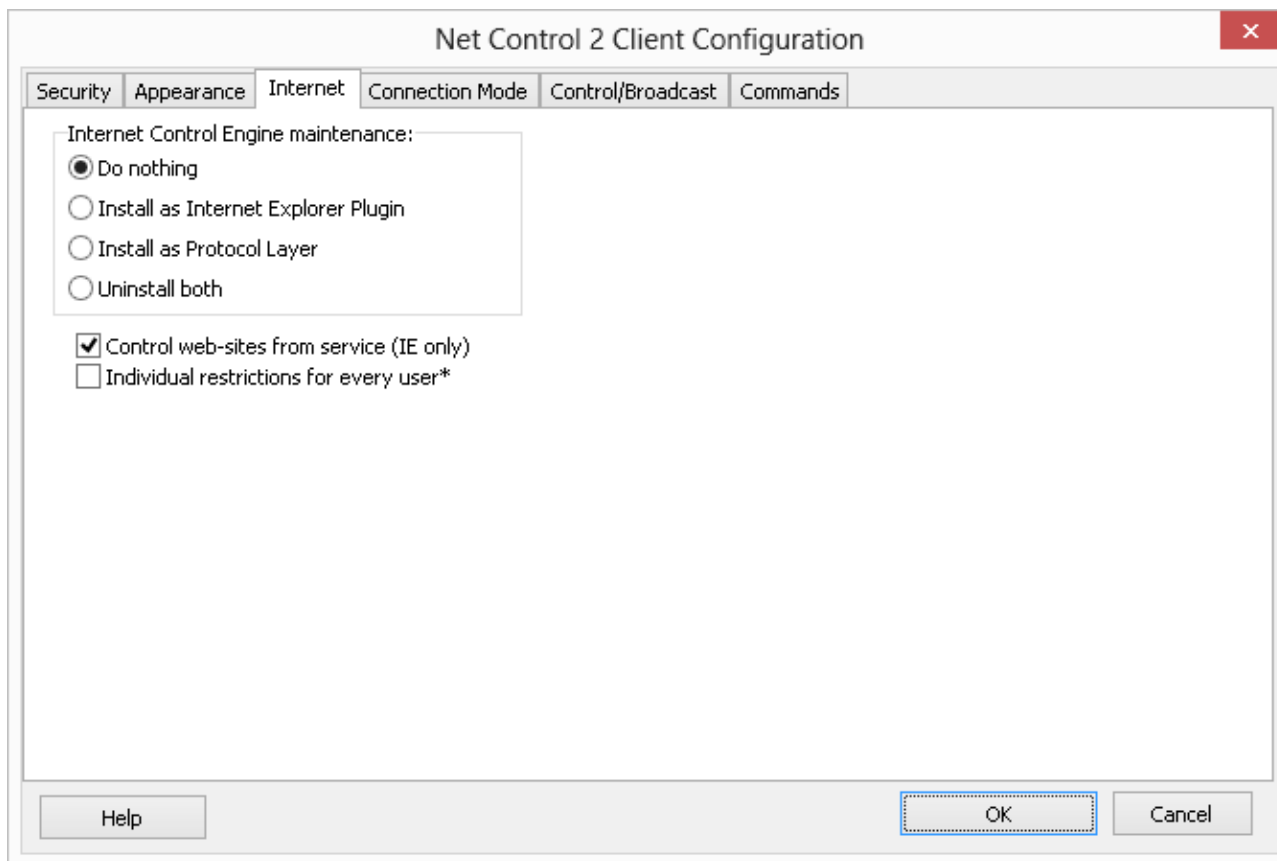 Net Control 2 Client Configuration
Security Appearance Internet Connection Mode Control/Broadcast Commands
Internet Control Engine maintenance:
Do nothing
Install as Internet Explorer Plugin
Install as Protocol Layer
Uninstall both
Control web-sites from service (IE only)
Individual restrictions for every user*
Help OK Cancel